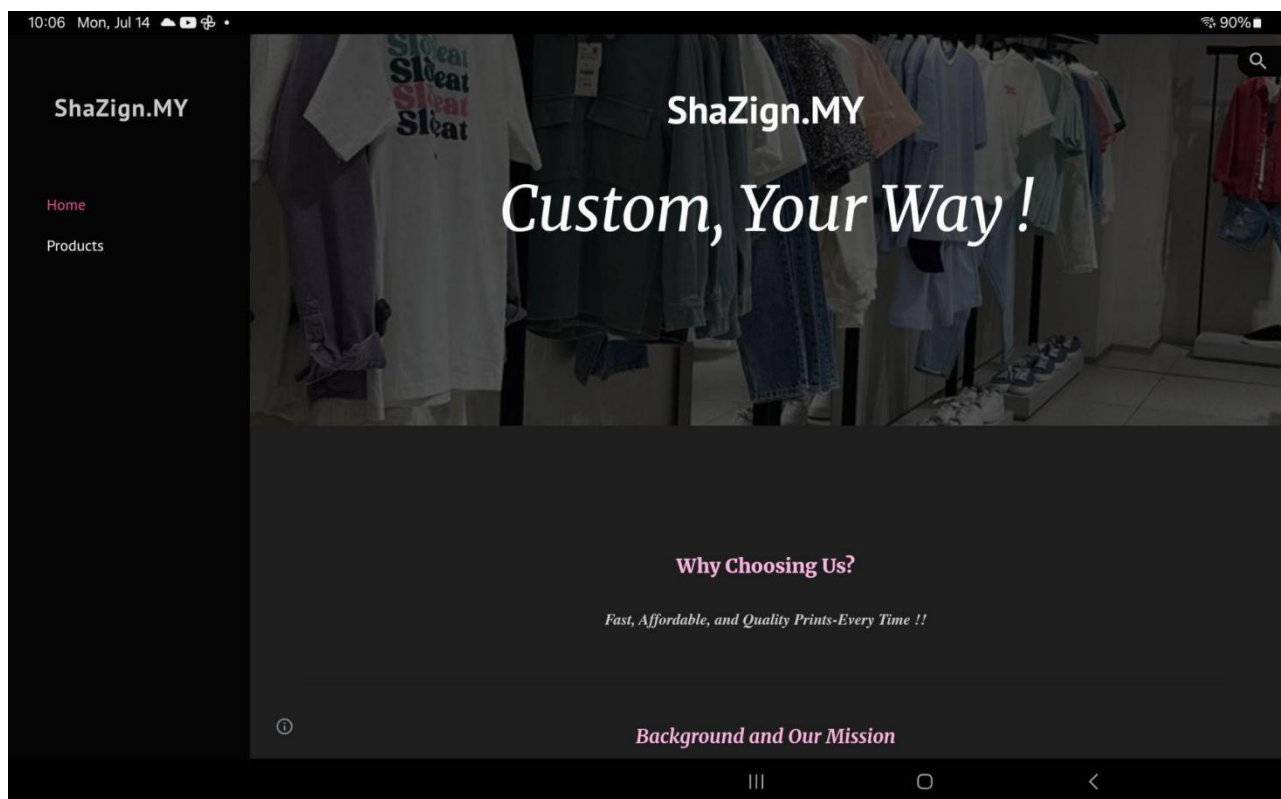 10:06 Mon, Jul 14
90%
ShaZign.MY
Home
Products
ShaZign.MY
Custom, Your Way !
Why Choosing Us?
Fast, Affordable, and Quality Prints-Every Time !!
Background and Our Mission